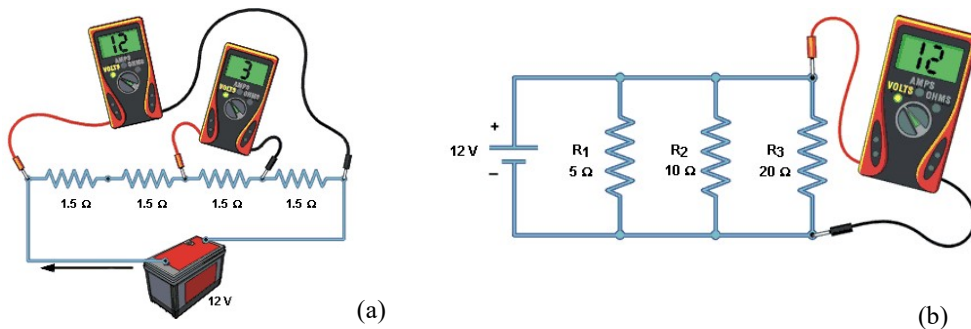 12
AMPS
VOLTS OHMS
3
AMPS
VOLTS OHMS
1.5 Ω 1.5 Ω 1.5 Ω 1.5 Ω
12 V
(a)
12
AMPS
VOLTS OHMS
+
12 V
−
R1
5 Ω
R2
10 Ω
R3
20 Ω
(b)